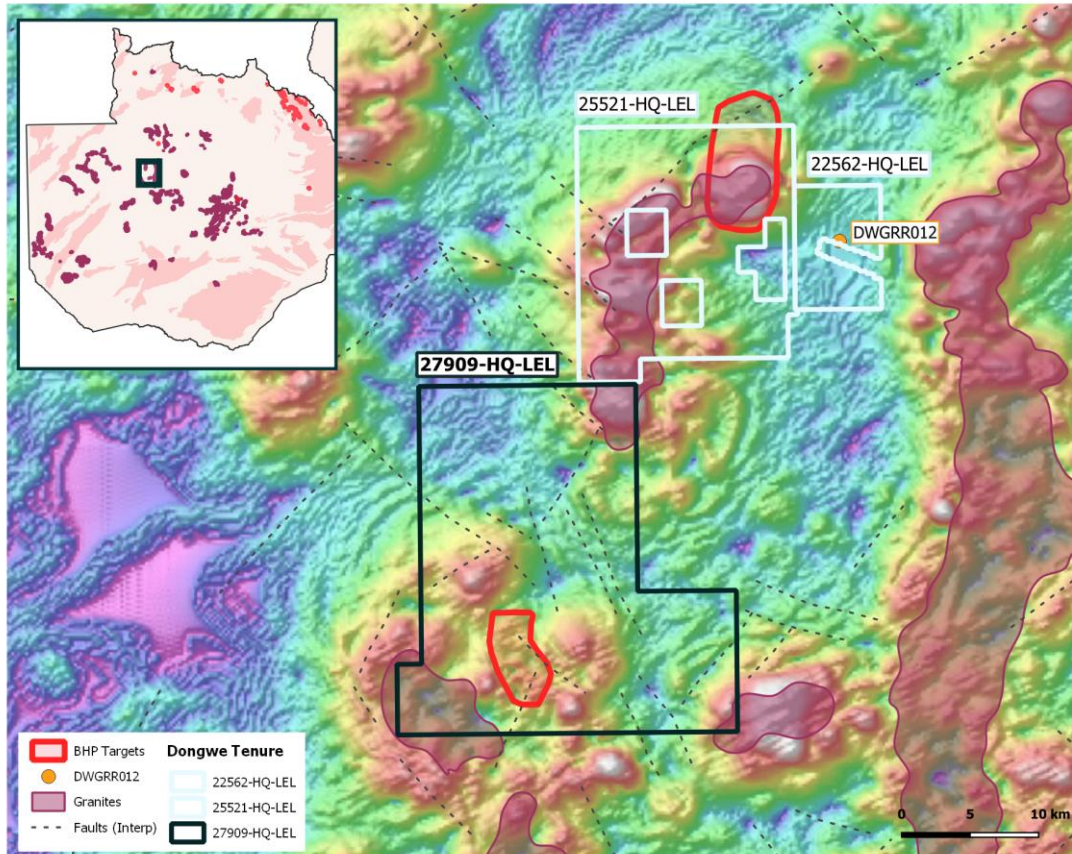 25521-HQ-LEL
22562-HQ-LEL
DWGRR012
27909-HQ-LEL
BHP Targets
DWGRR012
Granites
Faults (Interp)
Dongwe Tenure
22562-HQ-LEL
25521-HQ-LEL
27909-HQ-LEL
0 5 10 km